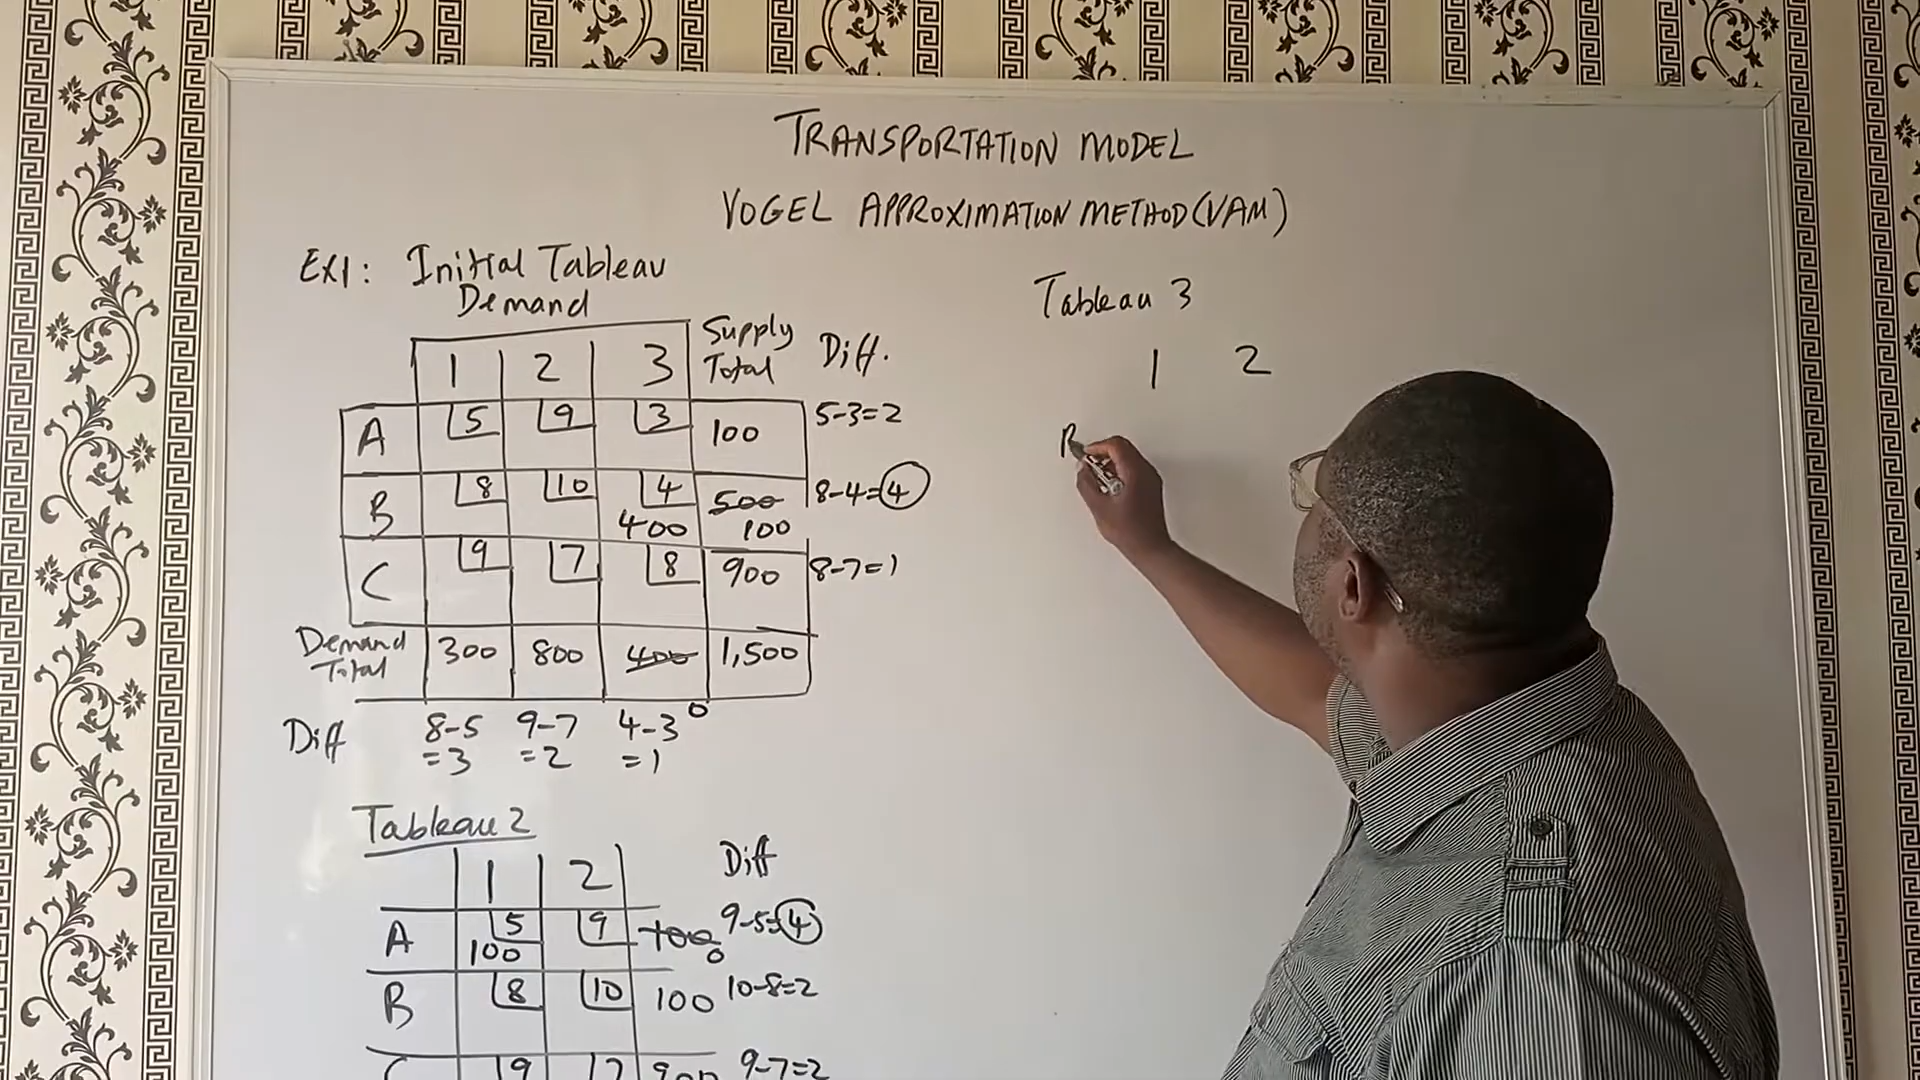 TRANSPORTATION MODEL
VOGEL APPROXIMATION METHOD (VAM)
EX1: Initial Tableau
Demand
1 2 3 Supply Total Diff.
A 5 9 3 100 5-3=2
B 8 10 4 500 8-4=4
400 100
C 9 7 8 900 8-7=1
Demand Total 300 800 400 1,500
0
Diff 8-5 9-7 4-3
=3 =2 =1
Tableau 2
1 2 Diff
A 5 9 100 9-5=4
100 0
B 8 10 100 10-8=2
C 9 7 900 9-7=2
Tableau 3
1 2